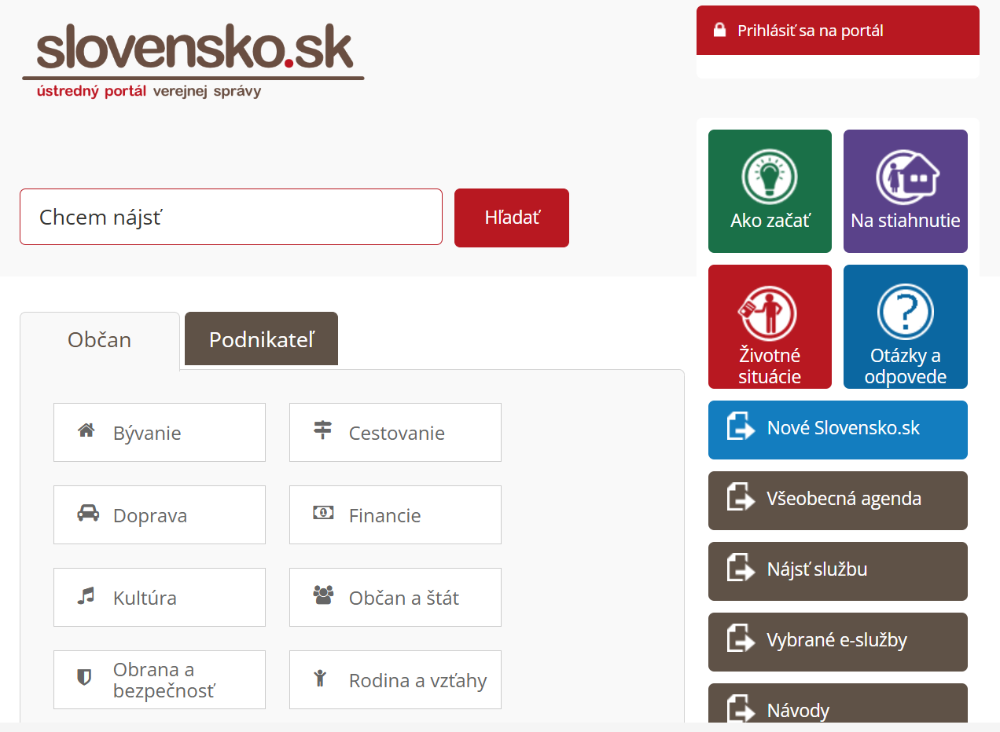 slovensko.sk
ústredný portál verejnej správy
Prihlásiť sa na portál
Chcem nájsť
Hľadať
Ako začať
Na stiahnutie
Životné
situácie
Otázky a
odpovede
Občan
Podnikateľ
Bývanie
Cestovanie
Doprava
Financie
Kultúra
Občan a štát
Obrana a
bezpečnosť
Rodina a vzťahy
Nové Slovensko.sk
Všeobecná agenda
Nájsť službu
Vybrané e-služby
Návody